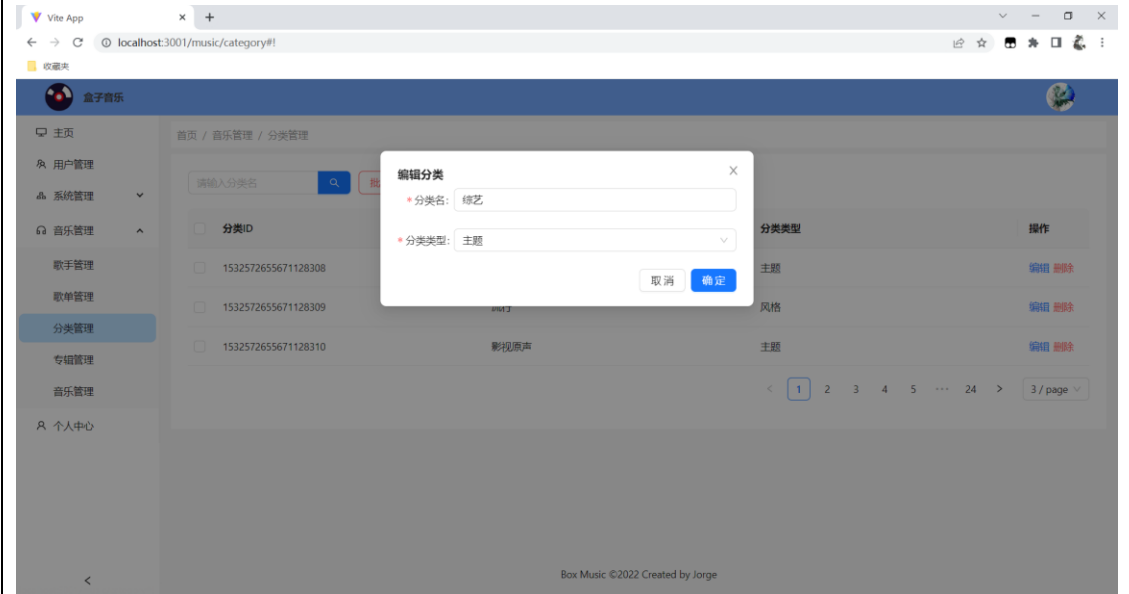 Vite App
localhost:3001/music/category#!
收藏夹
盒子音乐
主页
首页 / 音乐管理 / 分类管理
用户管理
系统管理
音乐管理
歌手管理
歌单管理
分类管理
专辑管理
音乐管理
个人中心
请输入分类名
批
编辑分类
* 分类名: 综艺
* 分类类型: 主题
取 消 确 定
分类ID 分类类型 操作
1532572655671128308 主题 编辑 删除
1532572655671128309 流行 风格 编辑 删除
1532572655671128310 影视原声 主题 编辑 删除
1 2 3 4 5 ··· 24 3 / page
Box Music ©2022 Created by Jorge